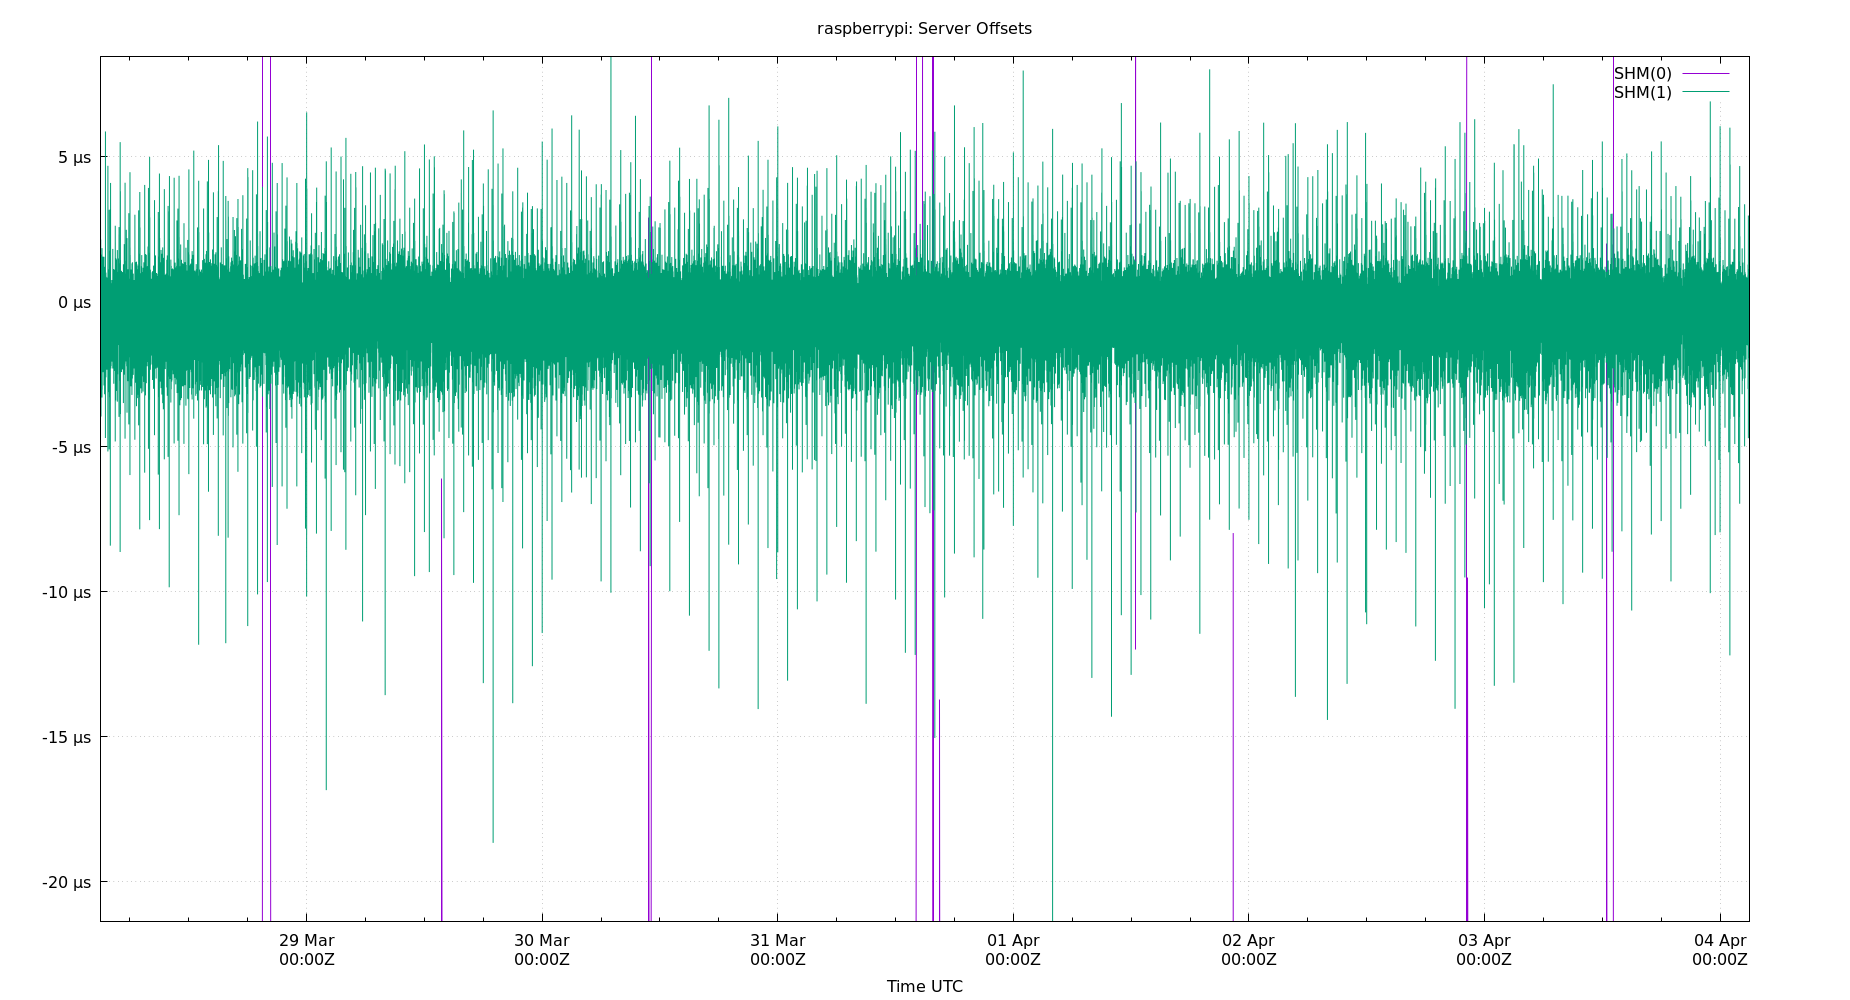 raspberrypi: Server Offsets
SHM(0)
SHM(1)
5 µs
0 µs
-5 µs
-10 µs
-15 µs
-20 µs
29 Mar 30 Mar 31 Mar 01 Apr 02 Apr 03 Apr 04 Apr
00:00Z 00:00Z 00:00Z 00:00Z 00:00Z 00:00Z 00:00Z
Time UTC